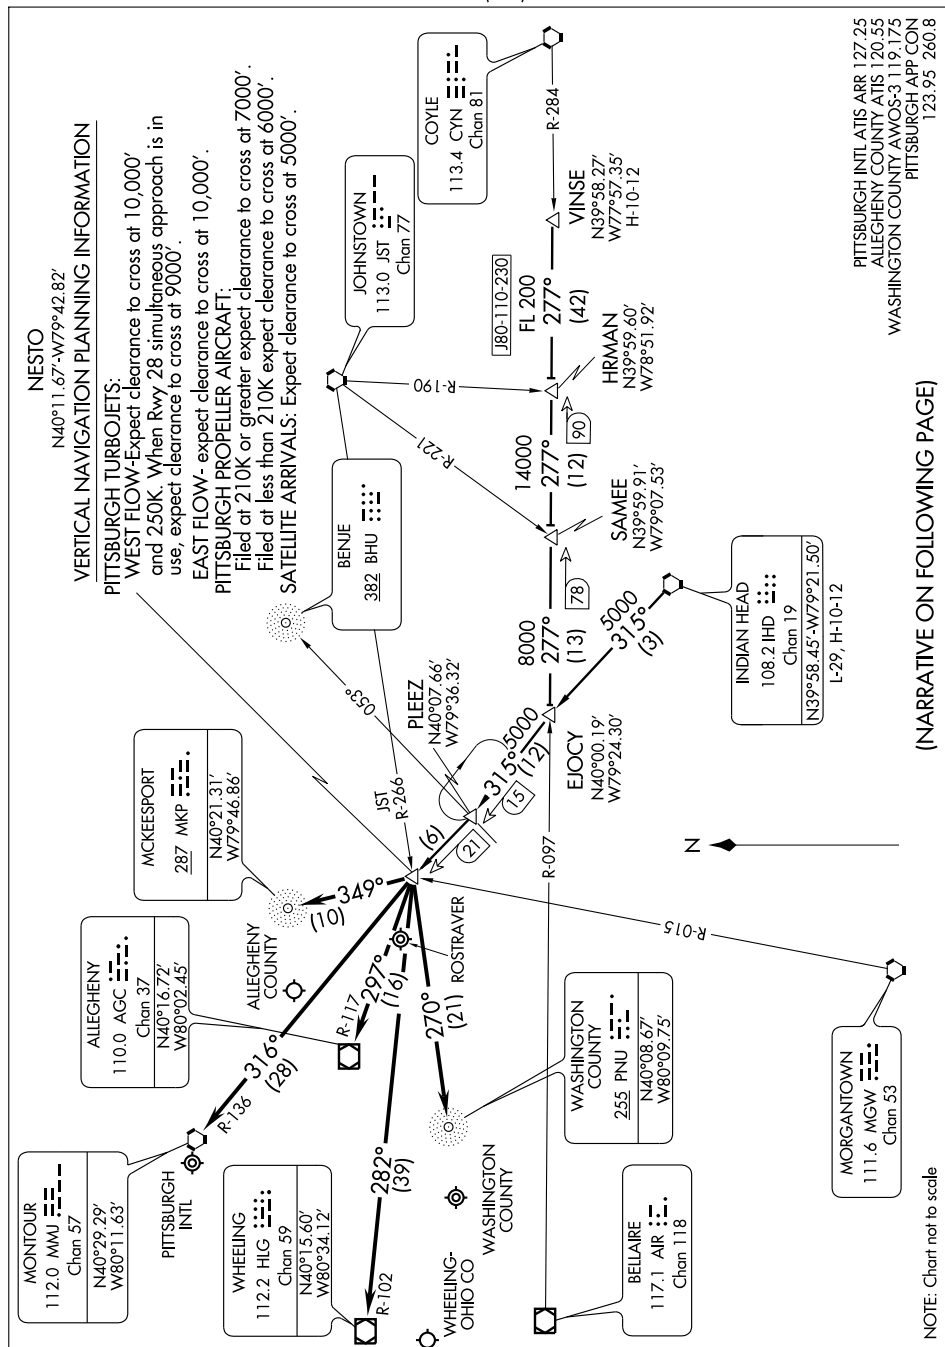 NESTO
N40°11.67'-W79°42.82'
VERTICAL NAVIGATION PLANNING INFORMATION
PITTSBURGH TURBOJETS:
WEST FLOW-Expect clearance to cross at 10,000'
and 250K. When Rwy 28 simultaneous approach is in
use, expect clearance to cross at 9000'.
EAST FLOW- expect clearance to cross at 10,000'.
PITTSBURGH PROPELLER AIRCRAFT:
Filed at 210K or greater expect clearance to cross at 7000'.
Filed at less than 210K expect clearance to cross at 6000'.
SATELLITE ARRIVALS: Expect clearance to cross at 5000'.
MONTOUR
112.0 MMJ
Chan 57
N40°29.29'
W80°11.63'
PITTSBURGH
INTL
R-136
316°
(28)
ALLEGHENY
110.0 AGC
Chan 37
N40°16.72'
W80°02.45'
ALLEGHENY
COUNTY
MCKEESPORT
287 MKP
N40°21.31'
W79°46.86'
349°
(10)
BENJE
382 BHU
053°
JOHNSTOWN
113.0 JST
Chan 77
COYLE
113.4 CYN
Chan 81
WHEELING
112.2 HLG
Chan 59
N40°15.60'
W80°34.12'
R-102
282°
(39)
R-117
297°
(16)
ROSTRAVER
270°
(21)
JST
R-266
(6)
21
PLEEZ
N40°07.66'
W79°36.32'
5000
315°
(12)
15
R-221
R-190
J80-110-230
R-284
8000
277°
(13)
78
14000
277°
(12)
90
FL 200
277°
(42)
VINSE
N39°58.27'
W77°57.35'
H-10-12
HRMAN
N39°59.60'
W78°51.92'
SAMEE
N39°59.91'
W79°07.53'
EJOCY
N40°00.19'
W79°24.30'
5000
315°
(3)
INDIAN HEAD
108.2 IHD
Chan 19
N39°58.45'-W79°21.50'
L-29, H-10-12
WHEELING-
OHIO CO
WASHINGTON
COUNTY
WASHINGTON
COUNTY
255 PNU
N40°08.67'
W80°09.75'
R-097
BELLAIRE
117.1 AIR
Chan 118
N
R-015
MORGANTOWN
111.6 MGW
Chan 53
PITTSBURGH INTL ATIS ARR 127.25
ALLEGHENY COUNTY ATIS 120.55
WASHINGTON COUNTY AWOS-3 119.175
PITTSBURGH APP CON
123.95 260.8
NOTE: Chart not to scale
(NARRATIVE ON FOLLOWING PAGE)